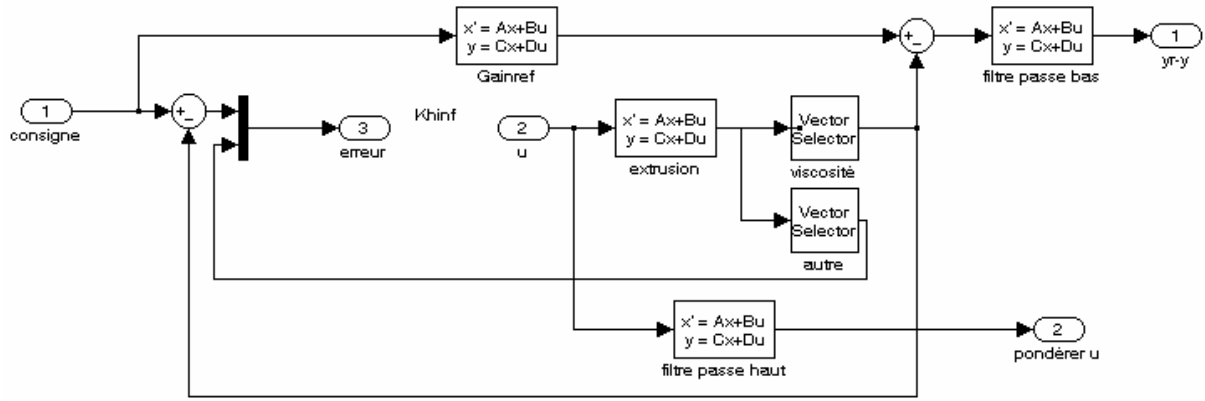 x' = Ax+Bu
y = Cx+Du
Gainref
+
-
x' = Ax+Bu
y = Cx+Du
filtre passe bas
1
yr-y
1
consigne
+
-
3
erreur
Khinf
2
u
x' = Ax+Bu
y = Cx+Du
extrusion
Vector
Selector
viscosité
Vector
Selector
autre
x' = Ax+Bu
y = Cx+Du
filtre passe haut
2
pondérer u